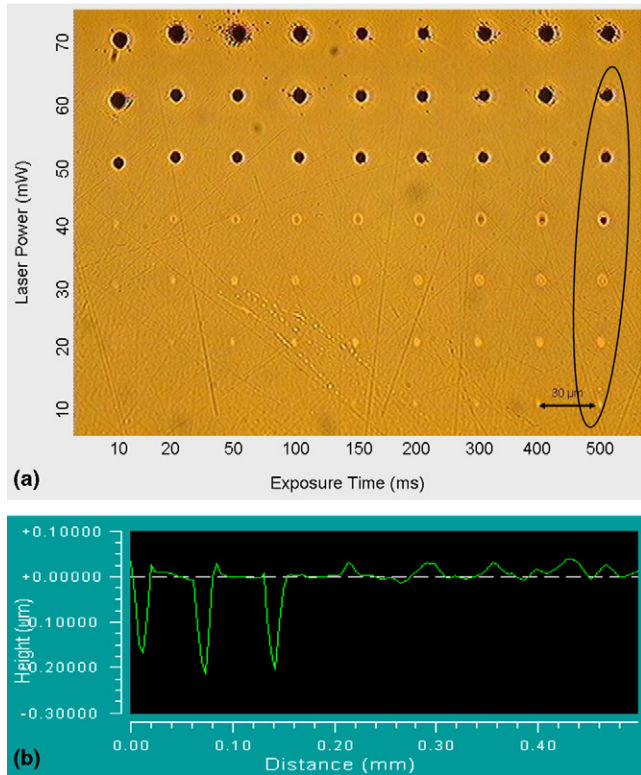 Laser Power (mW)
70
60
50
40
30
20
10
30 µm
10 20 50 100 150 200 300 400 500
Exposure Time (ms)
(a)
Height (µm)
+0.10000
+0.00000
-0.10000
-0.20000
-0.30000
0.00 0.10 0.20 0.30 0.40
Distance (mm)
(b)